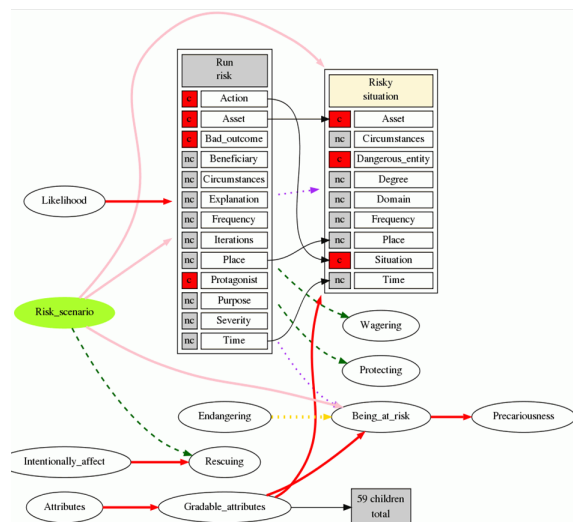 Run
risk
c Action
c Asset
c Bad_outcome
nc Beneficiary
nc Circumstances
nc Explanation
nc Frequency
nc Iterations
nc Place
c Protagonist
nc Purpose
nc Severity
nc Time
Risky
situation
c Asset
nc Circumstances
c Dangerous_entity
nc Degree
nc Domain
nc Frequency
nc Place
c Situation
nc Time
Likelihood
Risk_scenario
Wagering
Protecting
Endangering
Being_at_risk
Precariousness
Intentionally_affect
Rescuing
Attributes
Gradable_attributes
59 children
total